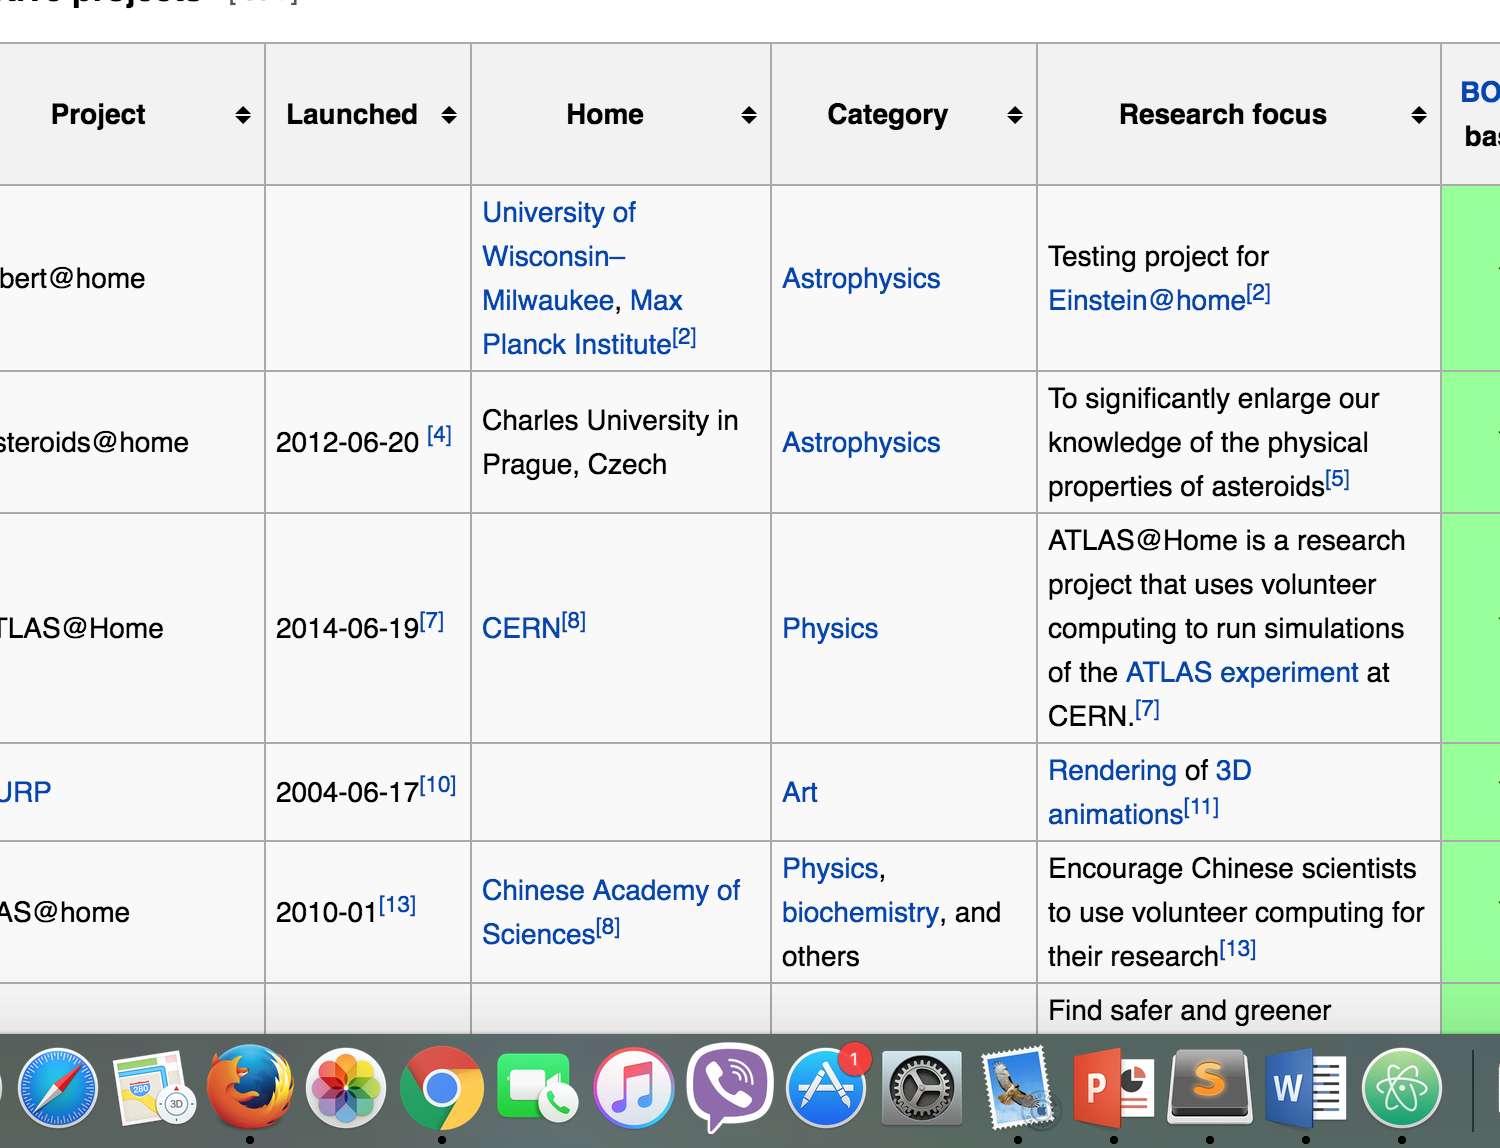 Project Launched Home Category Research focus BO
bas
bert@home
University of
Wisconsin–
Milwaukee, Max
Planck Institute[2]
Astrophysics
Testing project for
Einstein@home[2]
steroids@home
2012-06-20 [4]
Charles University in
Prague, Czech
Astrophysics
To significantly enlarge our
knowledge of the physical
properties of asteroids[5]
TLAS@Home
2014-06-19[7]
CERN[8]
Physics
ATLAS@Home is a research
project that uses volunteer
computing to run simulations
of the ATLAS experiment at
CERN.[7]
URP
2004-06-17[10]
Art
Rendering of 3D
animations[11]
AS@home
2010-01[13]
Chinese Academy of
Sciences[8]
Physics,
biochemistry, and
others
Encourage Chinese scientists
to use volunteer computing for
their research[13]
Find safer and greener
280
3D
1
P
S
W